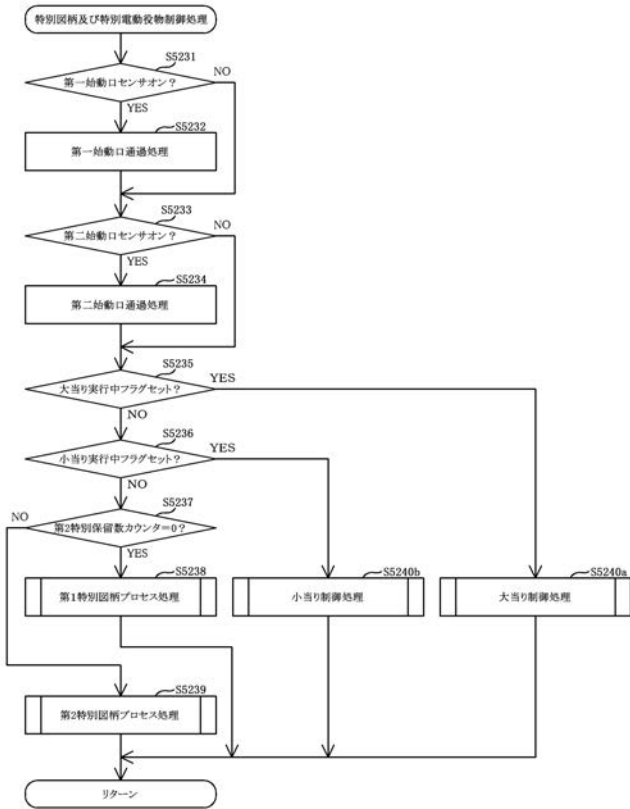 特別図柄及び特別電動役物制御処理
S5231
第一始動口センサオン？
NO
YES
S5232
第一始動口通過処理
S5233
第二始動口センサオン？
NO
YES
S5234
第二始動口通過処理
S5235
大当り実行中フラグセット？
YES
NO
S5236
小当り実行中フラグセット？
YES
NO
S5237
NO
第2特別保留数カウンタ=0？
YES
S5238
第1特別図柄プロセス処理
S5240b
小当り制御処理
S5240a
大当り制御処理
S5239
第2特別図柄プロセス処理
リターン